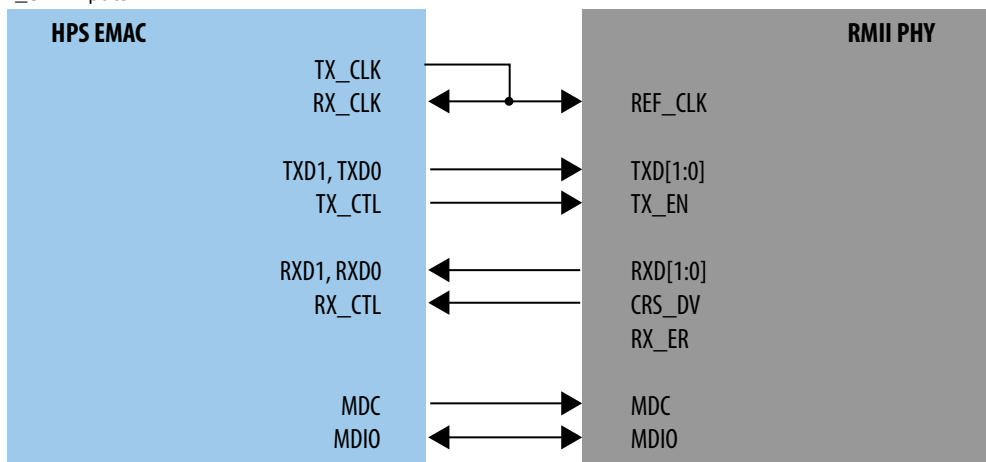 HPS EMAC RMII PHY
TX_CLK
RX_CLK REF_CLK
TXD1, TXD0 TXD[1:0]
TX_CTL TX_EN
RXD1, RXD0 RXD[1:0]
RX_CTL CRS_DV
RX_ER
MDC MDC
MDIO MDIO